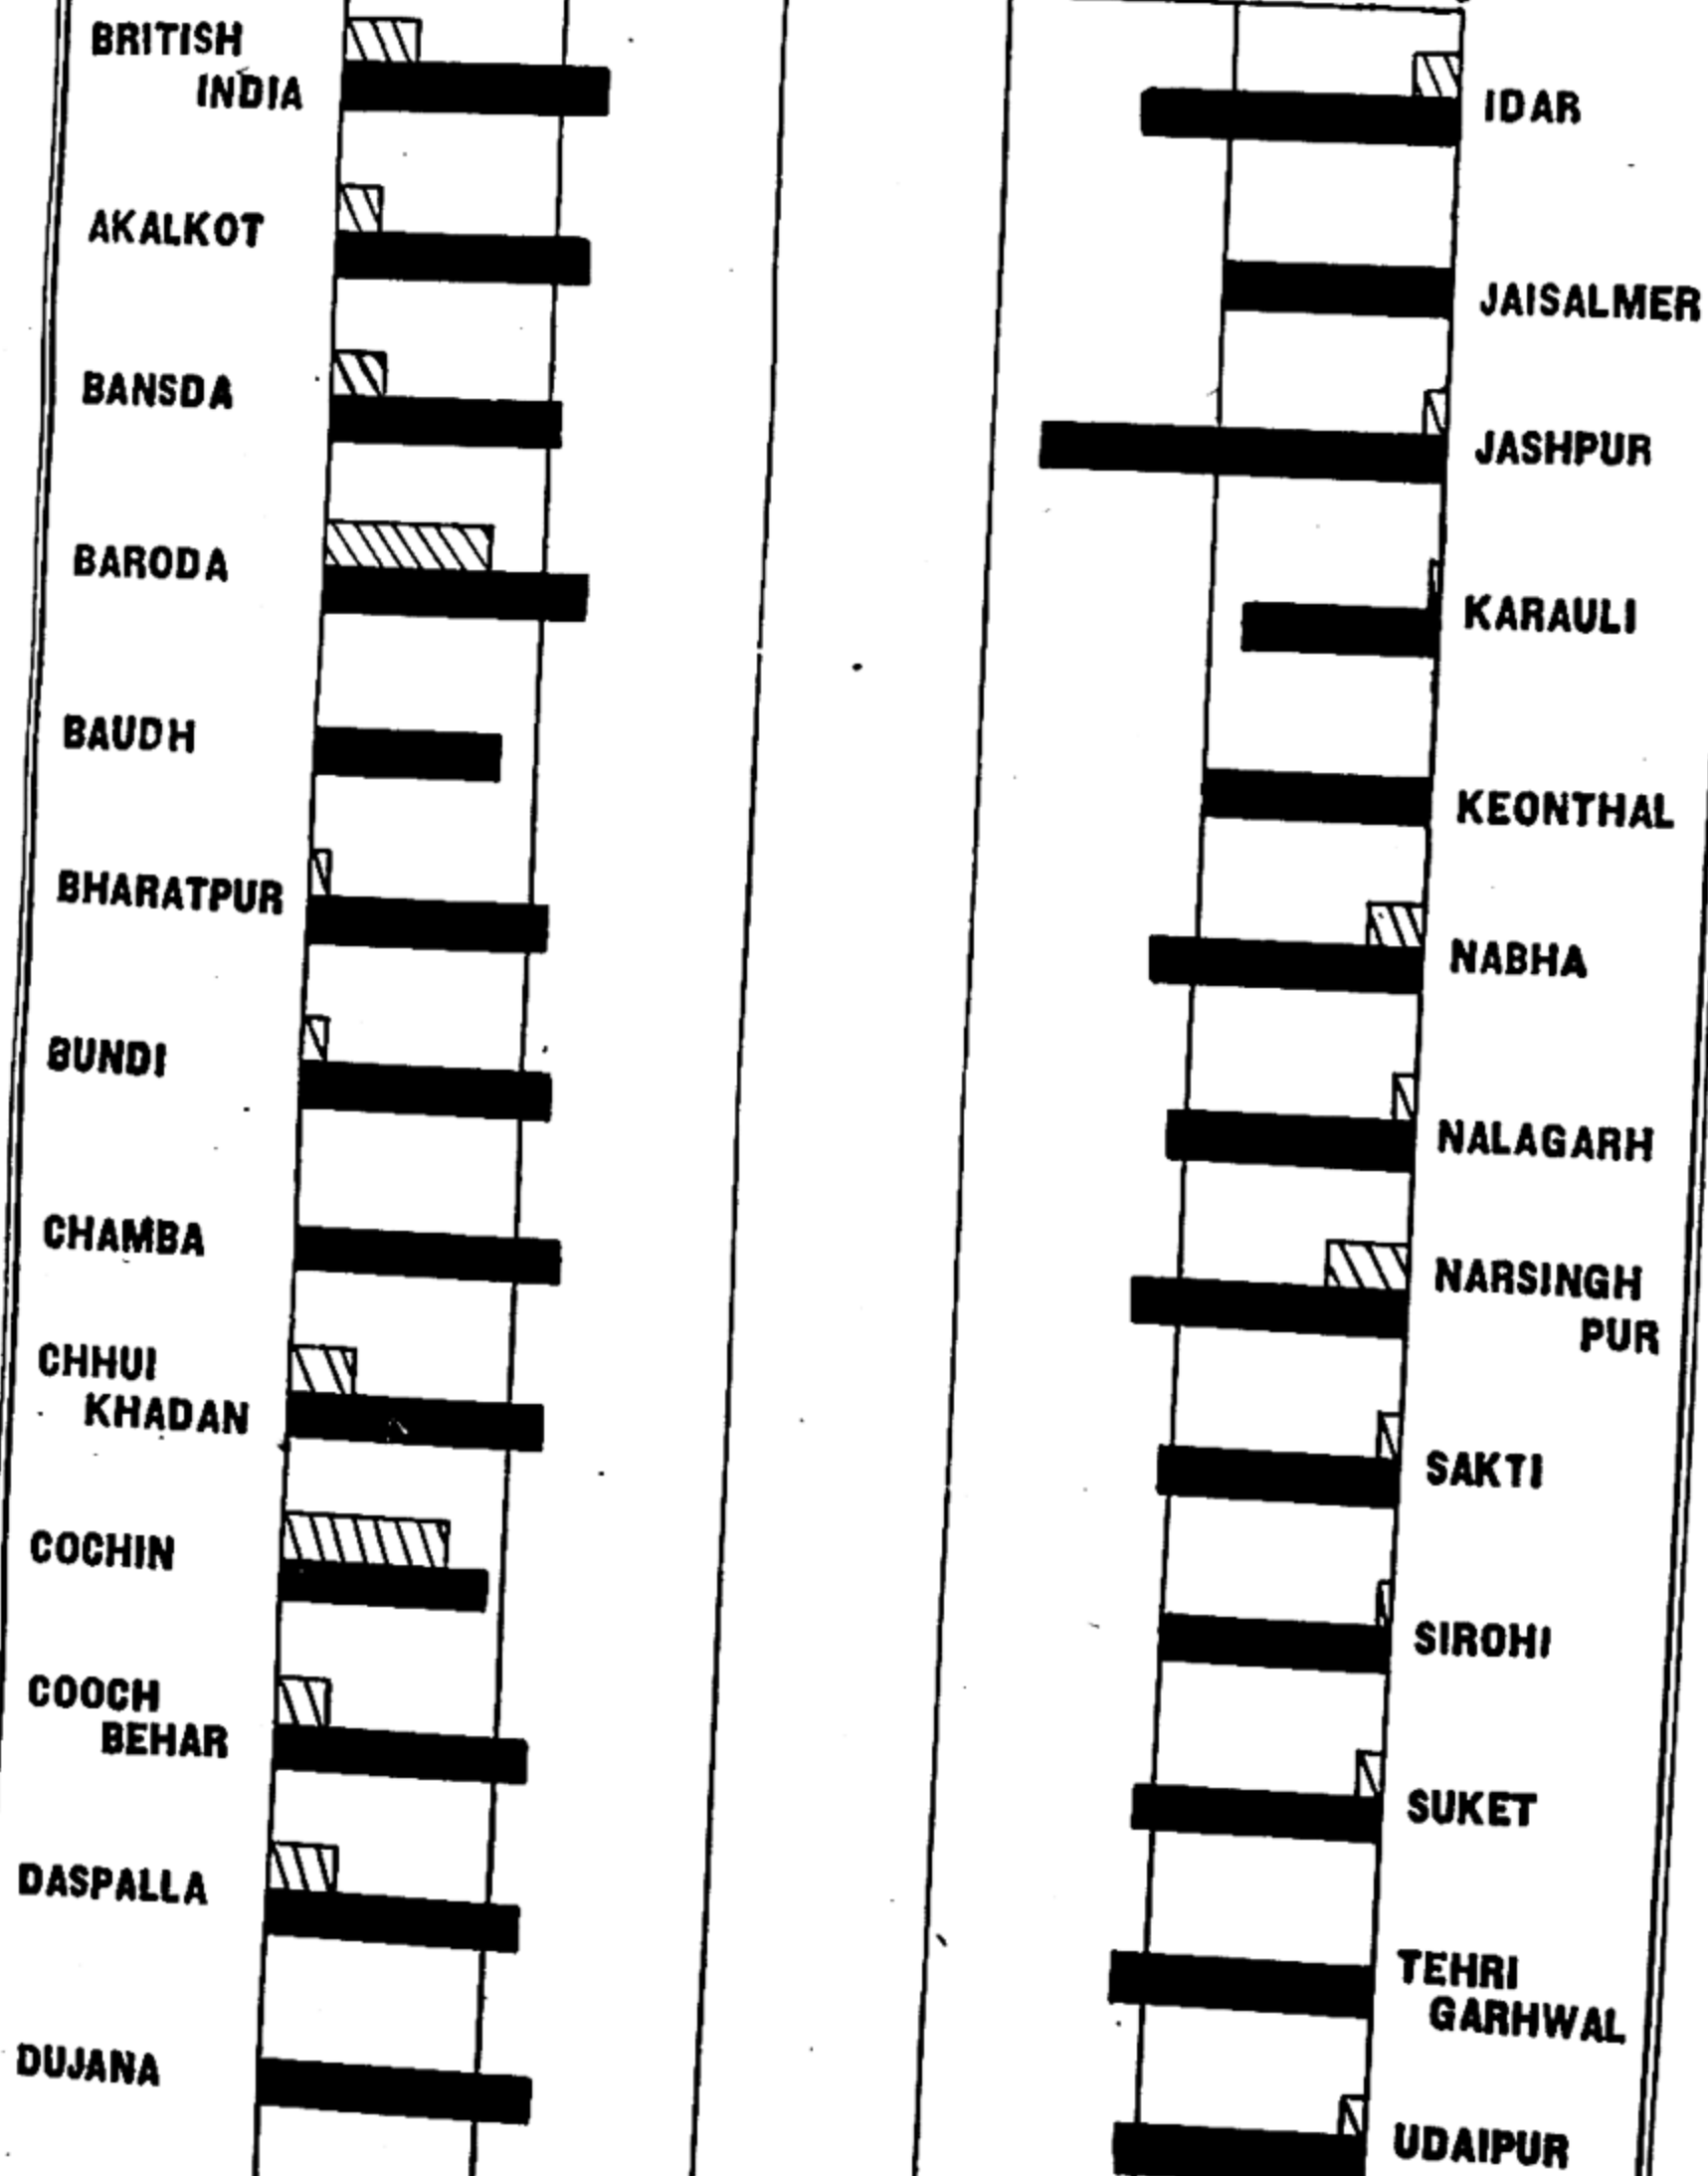 BRITISH
INDIA
AKALKOT
BANSDA
BARODA
BAUDH
BHARATPUR
BUNDI
CHAMBA
CHHUI
KHADAN
COCHIN
COOCH
BEHAR
DASPALLA
DUJANA
IDAR
JAISALMER
JASHPUR
KARAULI
KEONTHAL
NABHA
NALAGARH
NARSINGH
PUR
SAKTI
SIROHI
SUKET
TEHRI
GARHWAL
UDAIPUR